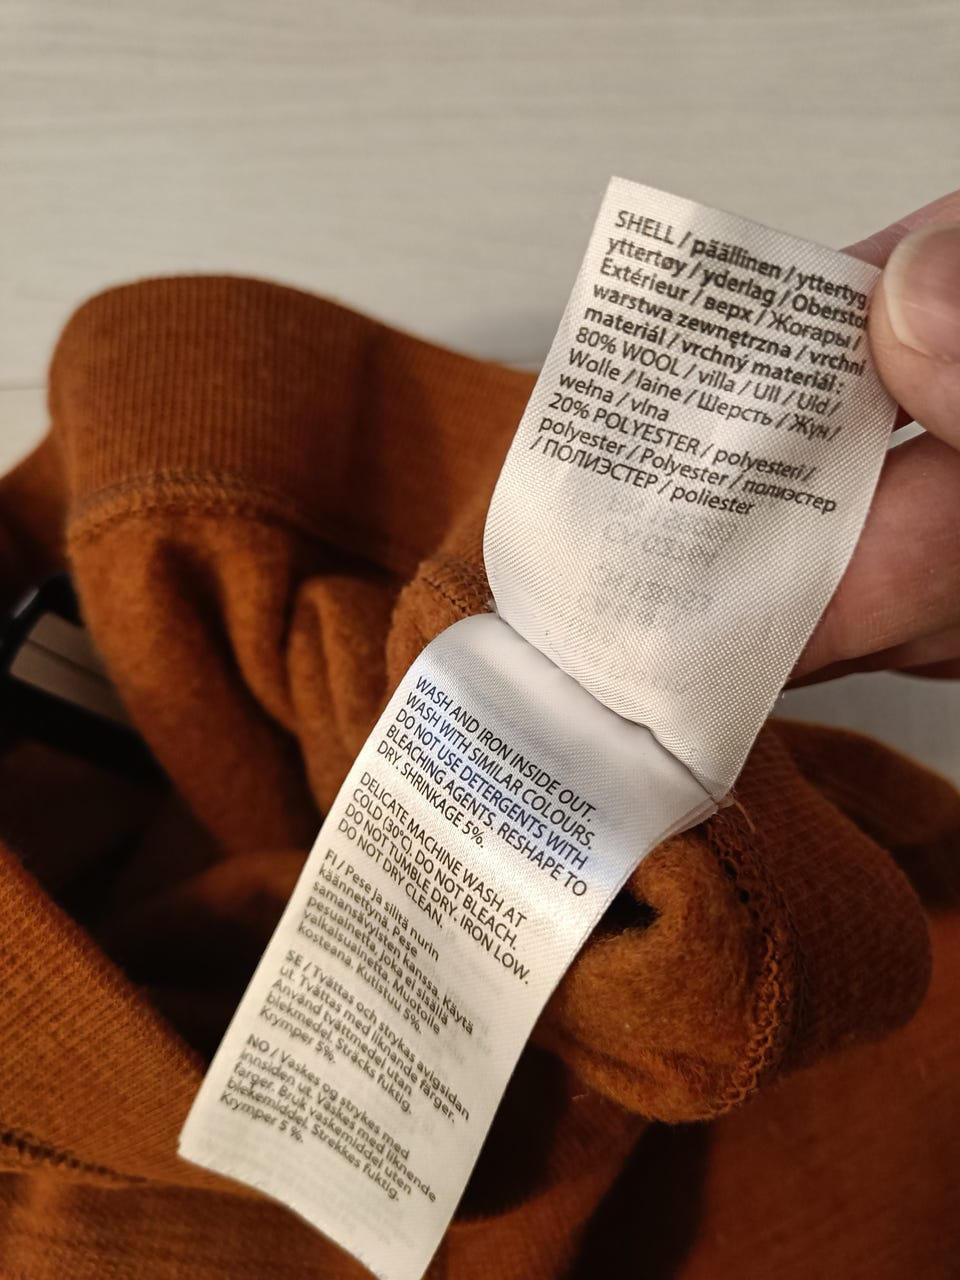 SHELL / päällinen / yttertyg
yttertøy / yderlag / Oberstof
Extérieur / верх / Жоғары /
warstwa zewnętrzna / vrchní
materiál / vrchný materiál :
80% WOOL / villa / Ull / Uld /
Wolle / laine / Шерсть / Жүн /
wełna / vlna
20% POLYESTER / polyesteri /
polyester / Polyester / полиэстер
/ ПОЛИЭСТЕР / poliester
WASH AND IRON INSIDE OUT.
WASH WITH SIMILAR COLOURS.
DO NOT USE DETERGENTS WITH
BLEACHING AGENTS. RESHAPE TO
DRY. SHRINKAGE 5%.
DELICATE MACHINE WASH AT
COLD (30°C). DO NOT BLEACH.
DO NOT TUMBLE DRY. IRON LOW.
DO NOT DRY CLEAN.
FI / Pese ja silitä nurin
käännettynä. Pese
samansävyisten kanssa. Käytä
pesuainetta, joka ei sisällä
valkaisuainetta. Muotoile
kosteana. Kutistuu 5%.
SE / Tvättas och strykas avigsidan
ut. Tvättas med liknande färger.
Använd tvättmedel utan
blekmedel. Sträcks fuktig.
Krymper 5%.
NO / Vaskes og strykes med
innsiden ut. Vaskes med liknende
farger. Bruk vaskemiddel uten
blekemiddel. Strekkes fuktig.
Krymper 5 %.